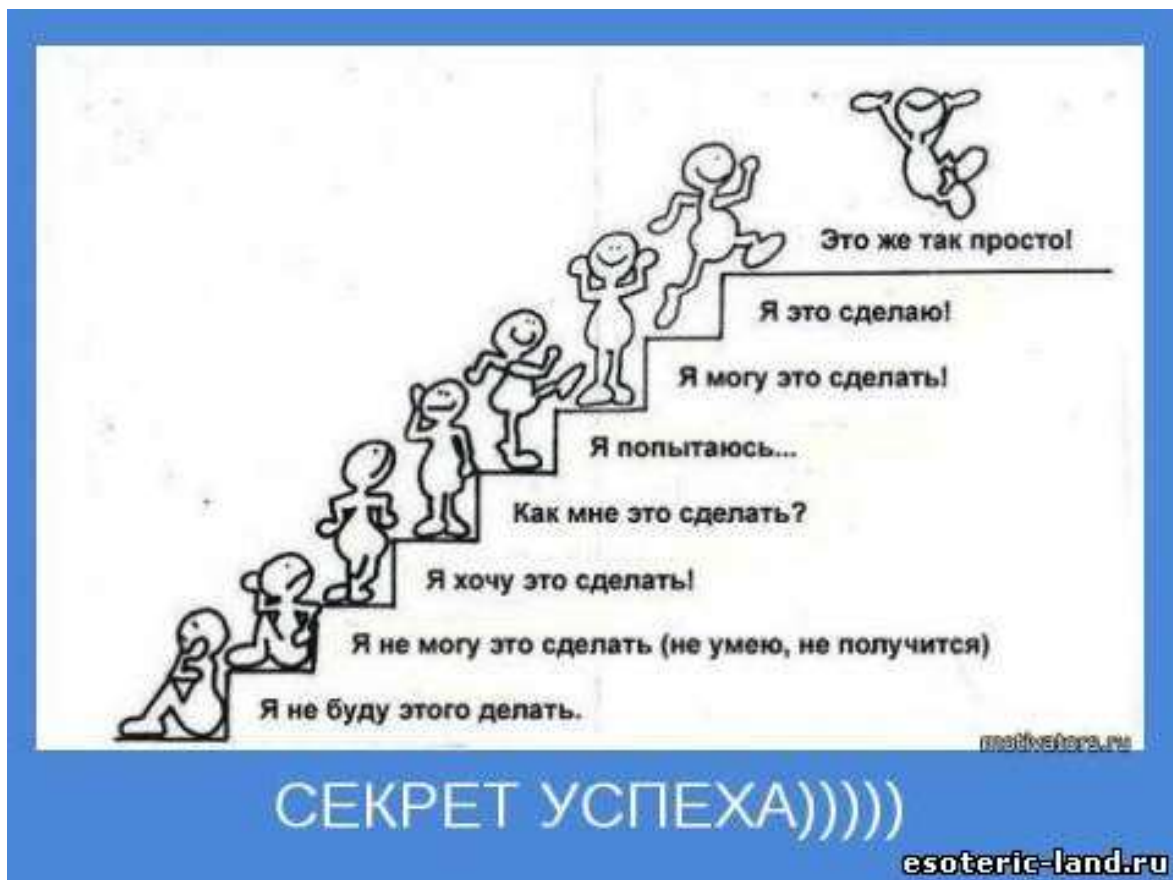 Это же так просто!
Я это сделаю!
Я могу это сделать!
Я попытаюсь...
Как мне это сделать?
Я хочу это сделать!
Я не могу это сделать (не умею, не получится)
Я не буду этого делать.
motivators.ru
СЕКРЕТ УСПЕХА)))))
esoteric-land.ru